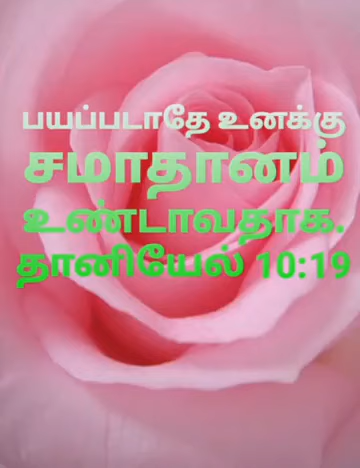 பயப்படாதே உனக்கு
சமாதானம்
உண்டாவதாக.
தானியேல் 10:19